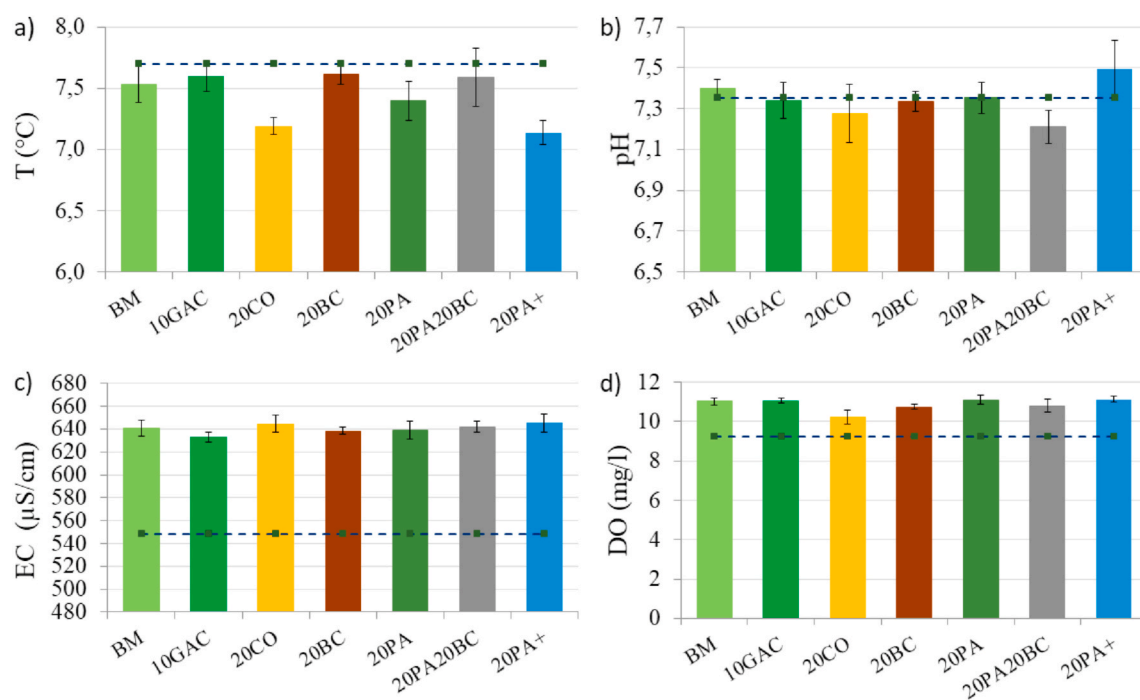 a)
T (°C)
8,0
7,5
7,0
6,5
6,0
BM
10GAC
20CO
20BC
20PA
20PA20BC
20PA+
b)
pH
7,7
7,5
7,3
7,1
6,9
6,7
6,5
BM
10GAC
20CO
20BC
20PA
20PA20BC
20PA+
c)
EC (µS/cm)
680
660
640
620
600
580
560
540
520
500
480
BM
10GAC
20CO
20BC
20PA
20PA20BC
20PA+
d)
DO (mg/l)
12
10
8
6
4
2
0
BM
10GAC
20CO
20BC
20PA
20PA20BC
20PA+